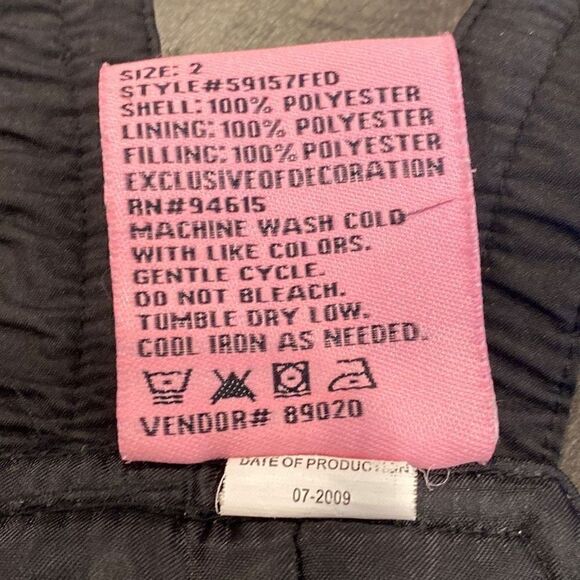 SIZE: 2
STYLE#59157FED
SHELL: 100% POLYESTER
LINING: 100% POLYESTER
FILLING: 100% POLYESTER
EXCLUSIVEOFDECORATION
RN#94615
MACHINE WASH COLD
WITH LIKE COLORS.
GENTLE CYCLE.
DO NOT BLEACH.
TUMBLE DRY LOW.
COOL IRON AS NEEDED.
VENDOR# 89020
DATE OF PRODUCTION
07-2009